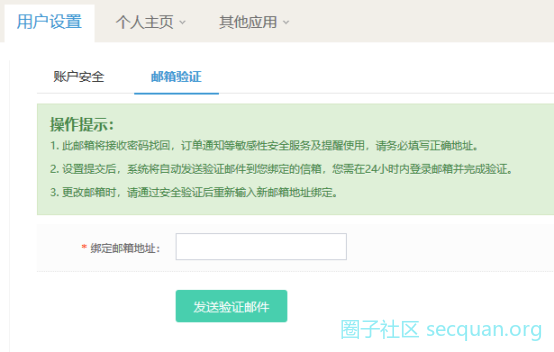 用户设置 个人主页 其他应用
账户安全 邮箱验证
操作提示：
1. 此邮箱将接收密码找回，订单通知等敏感性安全服务及提醒使用，请务必填写正确地址。
2. 设置提交后，系统将自动发送验证邮件到您绑定的信箱，您需在24小时内登录邮箱并完成验证。
3. 更改邮箱时，请通过安全验证后重新输入新邮箱地址绑定。
* 绑定邮箱地址：
发送验证邮件
圈子社区 secquan.org